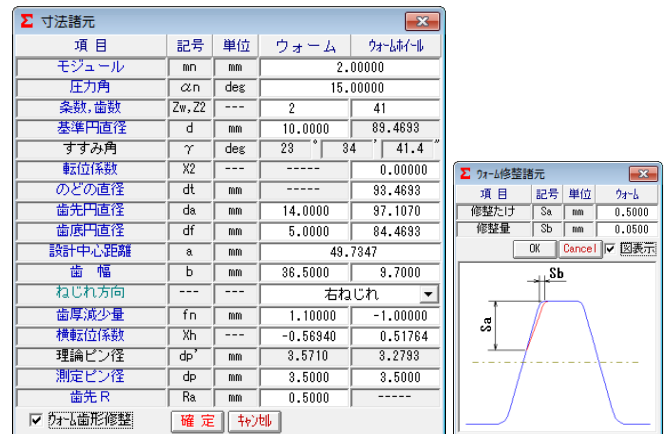 Σ 寸法諸元
項 目 記号 単位 ウォーム ウォームホイール
モジュール mn mm 2.00000
圧力角 αn deg 15.00000
条数,歯数 Zw,Z2 --- 2 41
基準円直径 d mm 10.0000 89.4693
すすみ角 γ deg 23 ° 34 ' 41.4 "
転位係数 X2 --- ----- 0.00000
のどの直径 dt mm ----- 93.4693
歯先円直径 da mm 14.0000 97.1070
歯底円直径 df mm 5.0000 84.4693
設計中心距離 a mm 49.7347
歯 幅 b mm 36.5000 9.7000
ねじれ方向 --- --- 右ねじれ
歯厚減少量 fn mm 1.10000 -1.00000
横転位係数 Xh --- -0.56940 0.51764
理論ピン径 dp' mm 3.5710 3.2793
測定ピン径 dp mm 3.5000 3.5000
歯先R Ra mm 0.5000 -----
ウォーム歯形修整 確 定 キャンセル
Σ ウォーム修整諸元
項 目 記号 単位 ウォーム
修整たけ Sa mm 0.5000
修整量 Sb mm 0.0500
OK Cancel 図表示
Sb
Sa